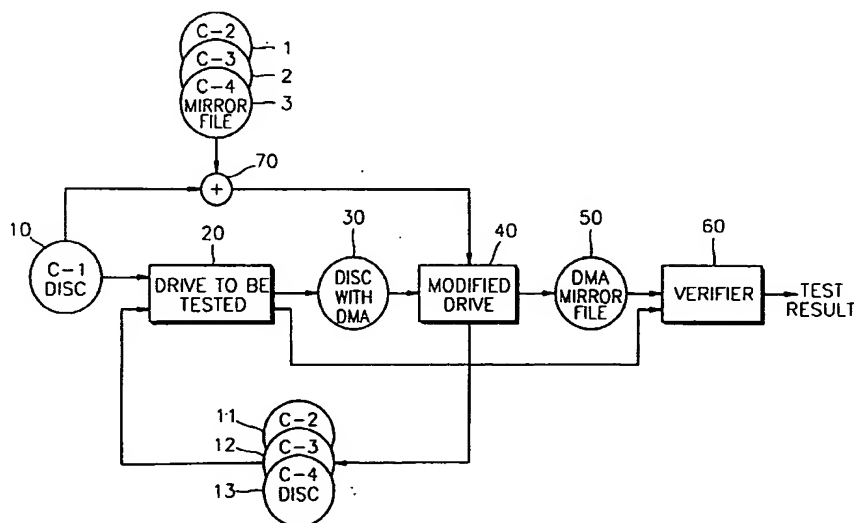 C-2
1
C-3
2
C-4
MIRROR
FILE
3
70
+
10
C-1
DISC
20
DRIVE TO BE
TESTED
30
DISC
WITH
DMA
40
MODIFIED
DRIVE
50
DMA
MIRROR
FILE
60
VERIFIER
TEST
RESULT
11
C-2
12
C-3
13
C-4
DISC